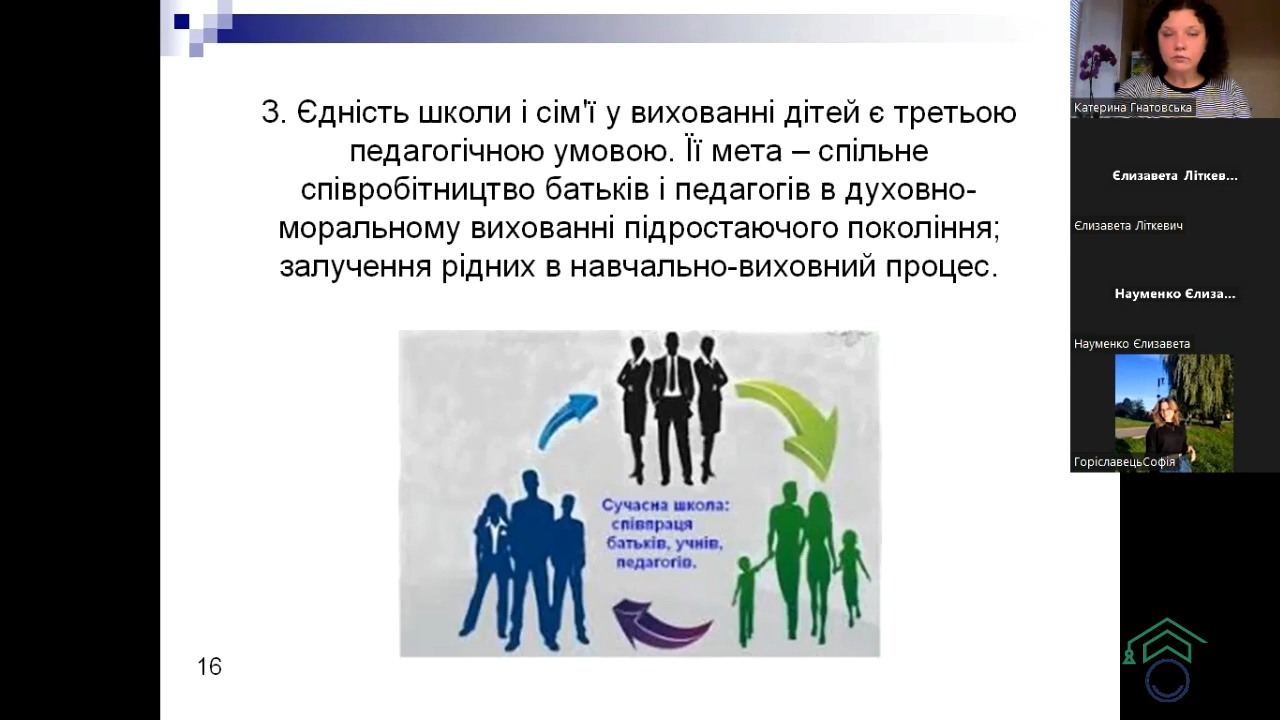 3. Єдність школи і сім'ї у вихованні дітей є третьою
педагогічною умовою. Її мета – спільне
співробітництво батьків і педагогів в духовно-
моральному вихованні підростаючого покоління;
залучення рідних в навчально-виховний процес.
Сучасна школа:
співпраця
батьків, учнів,
педагогів.
16
Катерина Гнатовська
Єлизавета Літкев...
Єлизавета Літкевич
Науменко Єлиза...
Науменко Єлизавета
ГоріславецьСофія